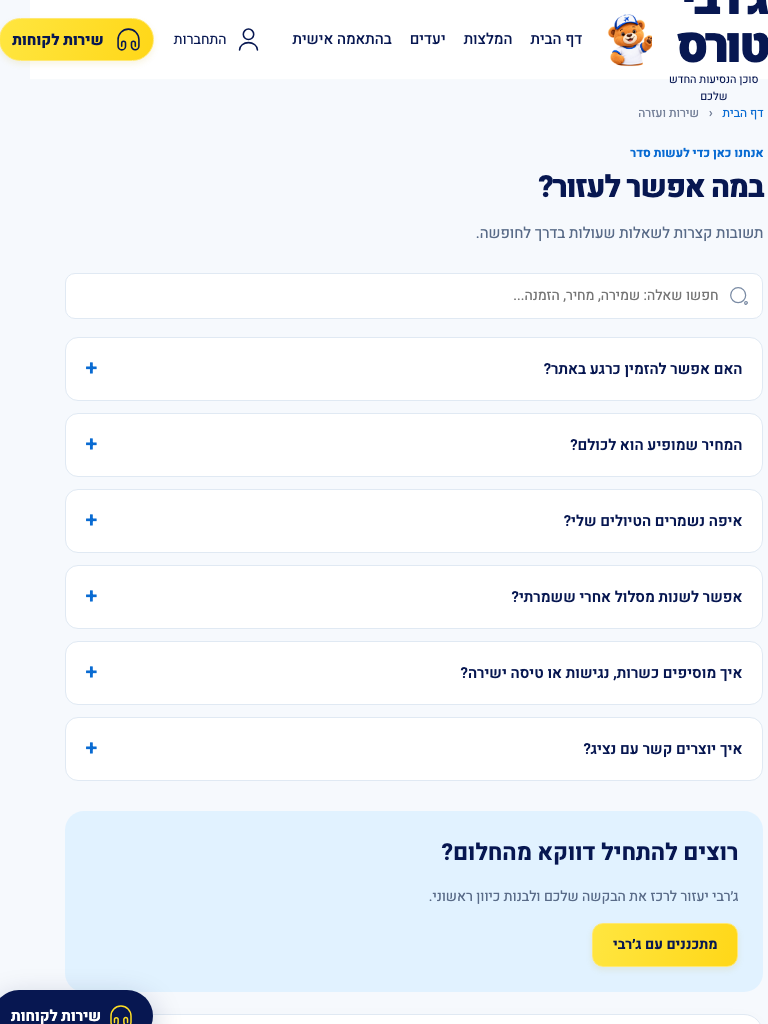 ג׳רבי
טורס
סוכן הנסיעות החדש
שלכם
דף הבית
המלצות
יעדים
בהתאמה אישית
התחברות
שירות לקוחות
דף הבית ‹ שירות ועזרה
אנחנו כאן כדי לעשות סדר
במה אפשר לעזור?
תשובות קצרות לשאלות שעולות בדרך לחופשה.
חפשו שאלה: שמירה, מחיר, הזמנה...
האם אפשר להזמין כרגע באתר? +
המחיר שמופיע הוא לכולם? +
איפה נשמרים הטיולים שלי? +
אפשר לשנות מסלול אחרי ששמרתי? +
איך מוסיפים כשרות, נגישות או טיסה ישירה? +
איך יוצרים קשר עם נציג? +
רוצים להתחיל דווקא מהחלום?
ג׳רבי יעזור לרכז את הבקשה שלכם ולבנות כיוון ראשוני.
מתכננים עם ג׳רבי
שירות לקוחות